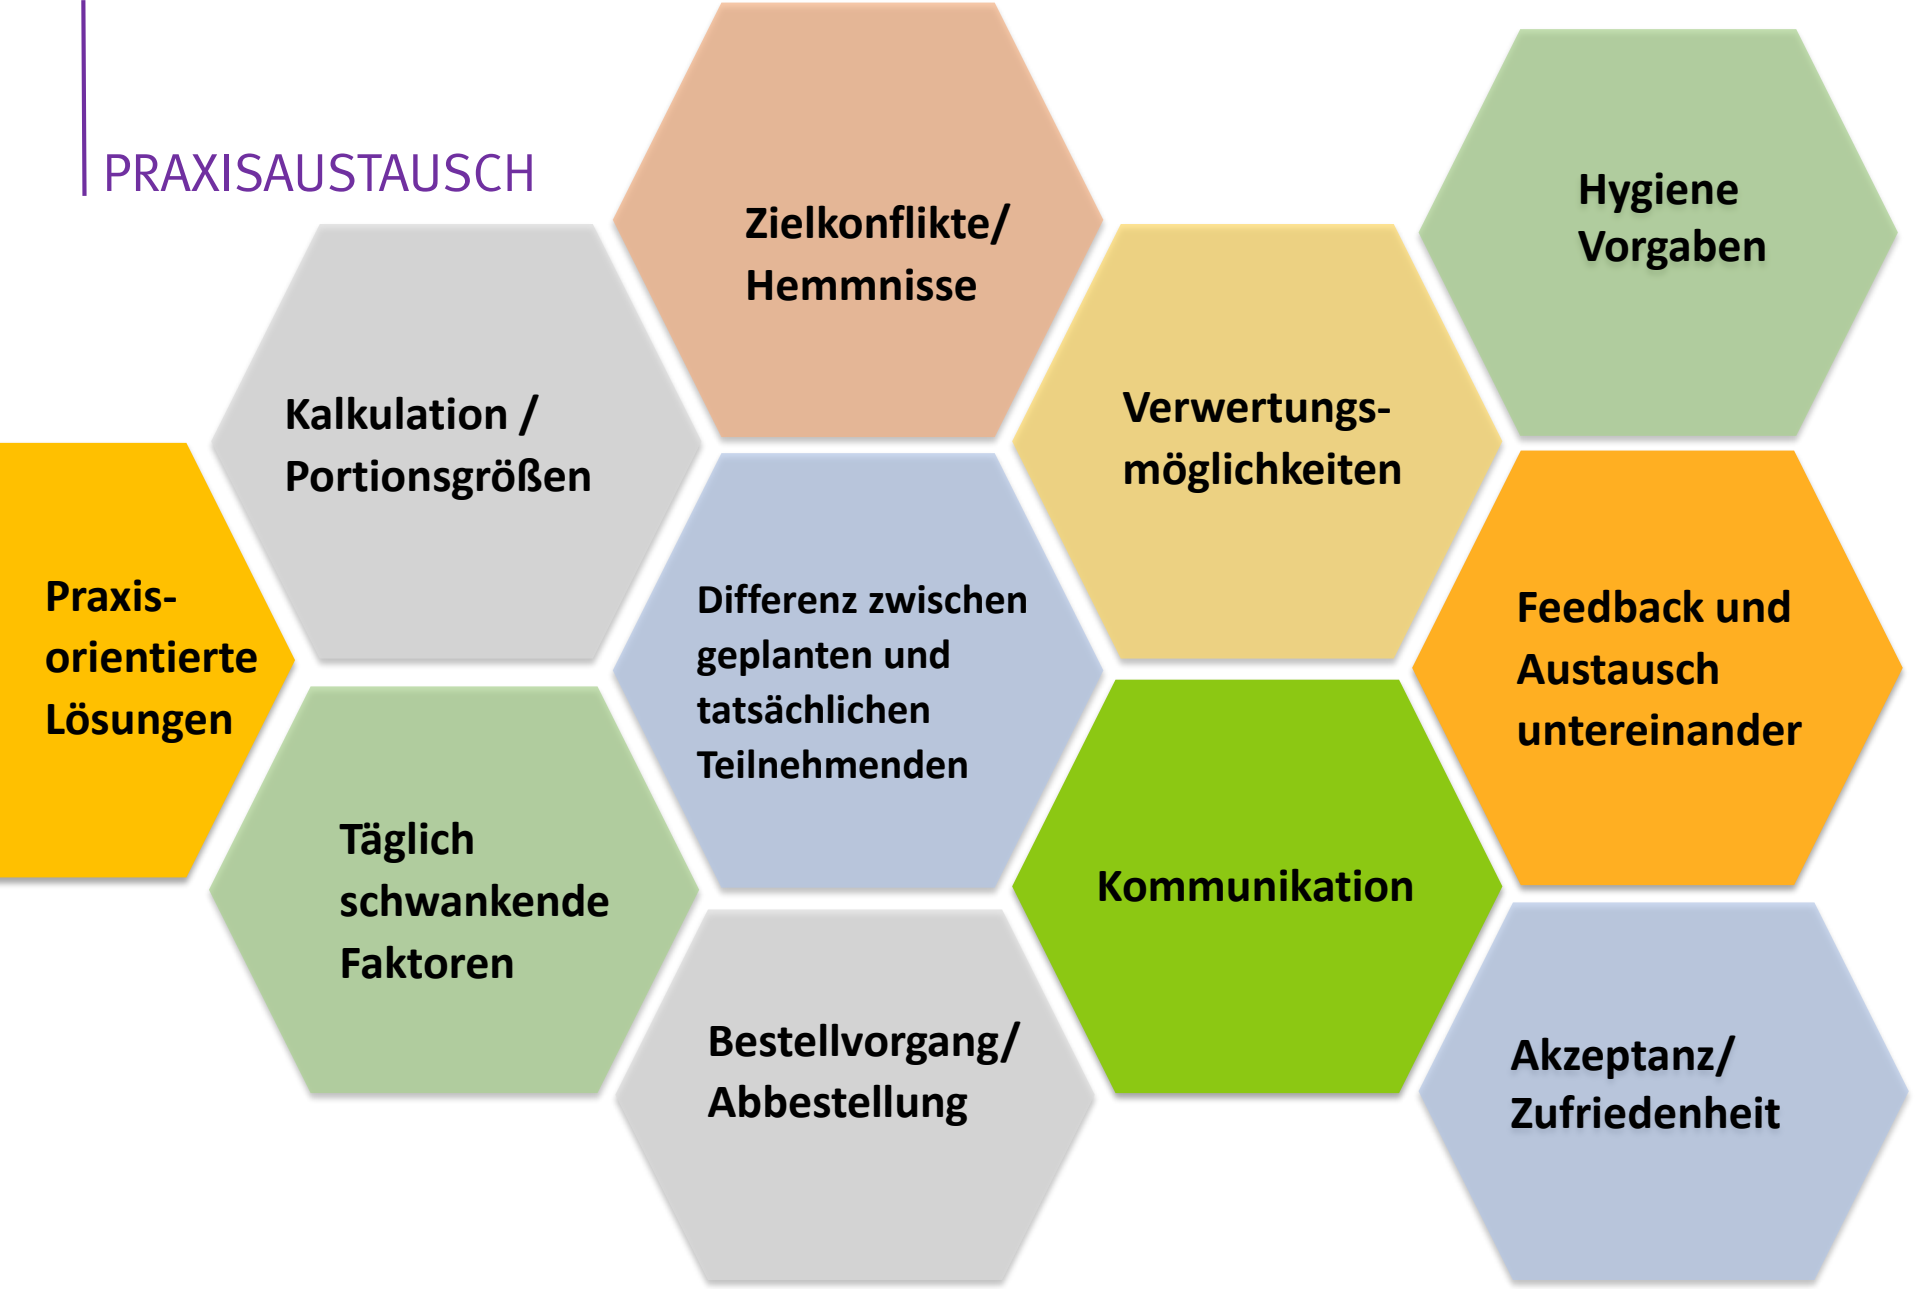 PRAXISAUSTAUSCH
Zielkonflikte/
Hemmnisse
Hygiene
Vorgaben
Kalkulation /
Portionsgrößen
Verwertungs-
möglichkeiten
Praxis-
orientierte
Lösungen
Differenz zwischen
geplanten und
tatsächlichen
Teilnehmenden
Feedback und
Austausch
untereinander
Täglich
schwankende
Faktoren
Kommunikation
Bestellvorgang/
Abbestellung
Akzeptanz/
Zufriedenheit